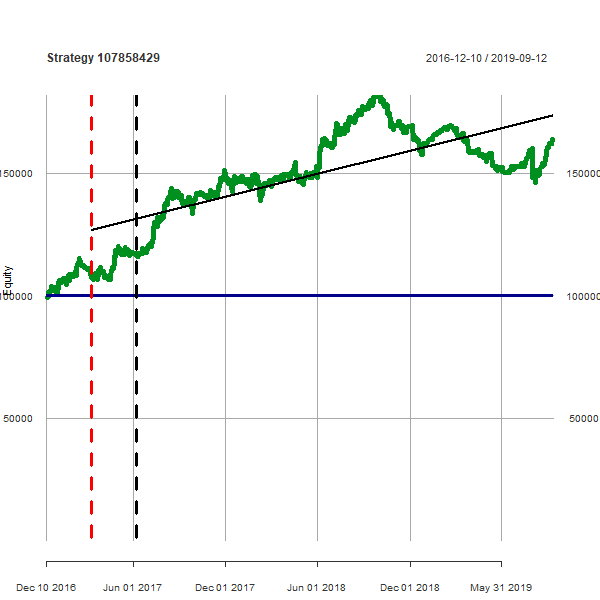 Strategy 107858429
2016-12-10 / 2019-09-12
150000
150000
Equity
100000
100000
50000
50000
Dec 10 2016
Jun 01 2017
Dec 01 2017
Jun 01 2018
Dec 01 2018
May 31 2019